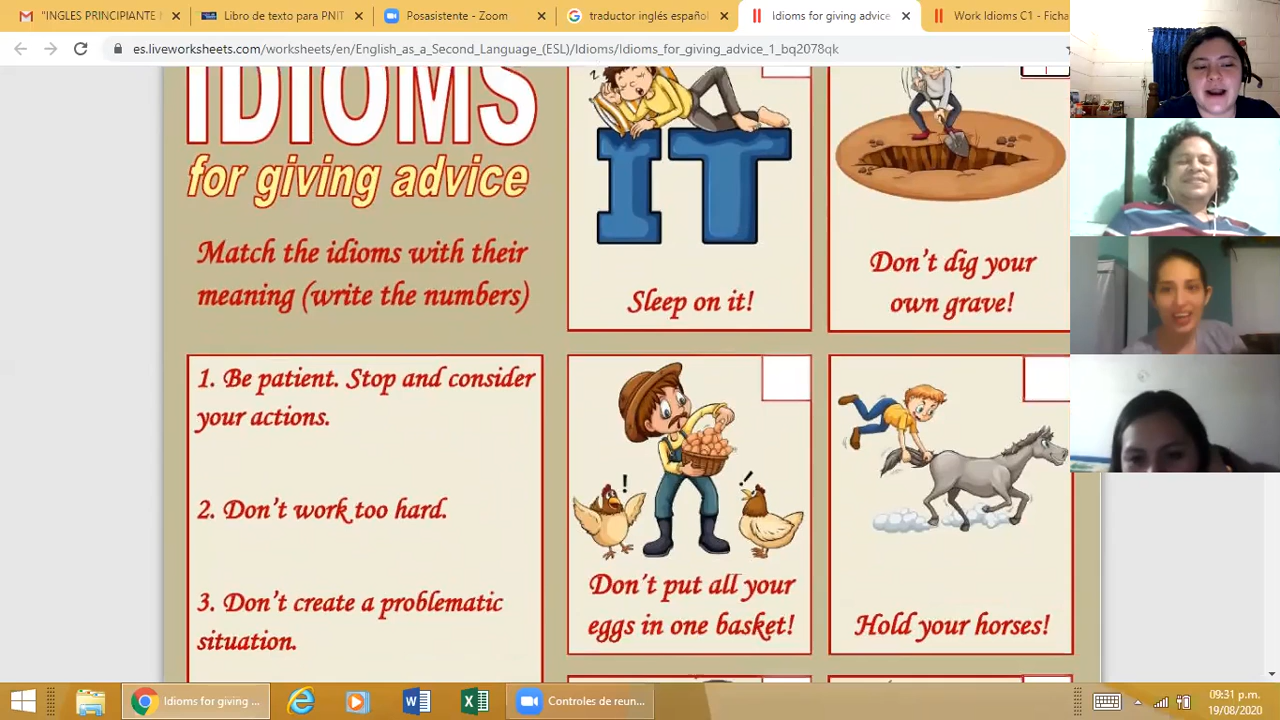 "INGLES PRINCIPIANTE
Libro de texto para PNIT
Posasistente - Zoom
traductor inglés español
Idioms for giving advice
Work Idioms C1 - Ficha
es.liveworksheets.com/worksheets/en/English_as_a_Second_Language_(ESL)/Idioms/Idioms_for_giving_advice_1_bq2078qk
IDIOMS
for giving advice
Match the idioms with their
meaning (write the numbers)
1. Be patient. Stop and consider
your actions.
2. Don't work too hard.
3. Don't create a problematic
situation.
IT
Sleep on it!
Don't dig your
own grave!
Don't put all your
eggs in one basket!
Hold your horses!
Idioms for giving ...
Controles de reun...
09:31 p.m.
19/08/2020